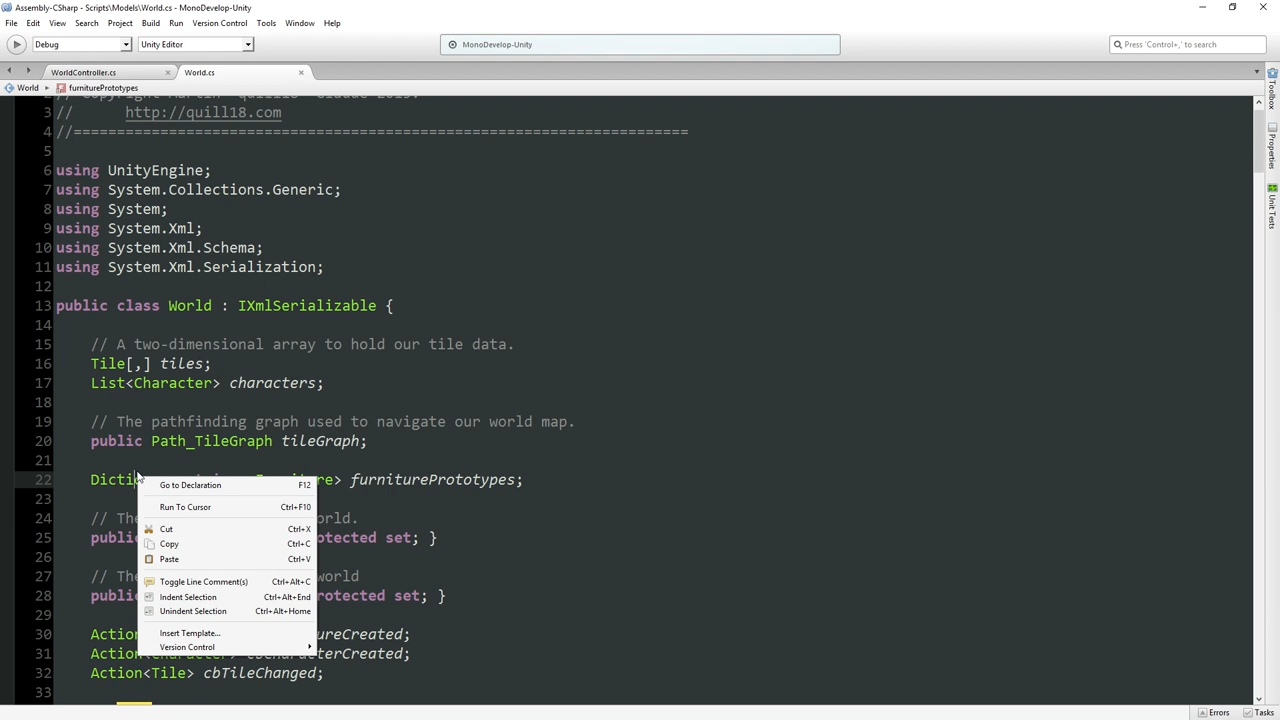 Assembly-CSharp - Scripts\Models\World.cs - MonoDevelop-Unity
File Edit View Search Project Build Run Version Control Tools Window Help
Debug Unity Editor MonoDevelop-Unity Press 'Control+,' to search
WorldController.cs World.cs
World furniturePrototypes
3 // http://quill18.com
4 //=======================================================================
5
6 using UnityEngine;
7 using System.Collections.Generic;
8 using System;
9 using System.Xml;
10 using System.Xml.Schema;
11 using System.Xml.Serialization;
12
13 public class World : IXmlSerializable {
14
15 // A two-dimensional array to hold our tile data.
16 Tile[,] tiles;
17 List<Character> characters;
18
19 // The pathfinding graph used to navigate our world map.
20 public Path_TileGraph tileGraph;
21
22 Dicti re> furniturePrototypes;
23
24 // The orld.
25 public otected set; }
26
27 // The world
28 public rotected set; }
29
30 Action ureCreated;
31 Action cterCreated;
32 Action<Tile> cbTileChanged;
33
Go to Declaration F12
Run To Cursor Ctrl+F10
Cut Ctrl+X
Copy Ctrl+C
Paste Ctrl+V
Toggle Line Comment(s) Ctrl+Alt+C
Indent Selection Ctrl+Alt+End
Unindent Selection Ctrl+Alt+Home
Insert Template...
Version Control
Toolbox
Properties
Unit Tests
Errors Tasks